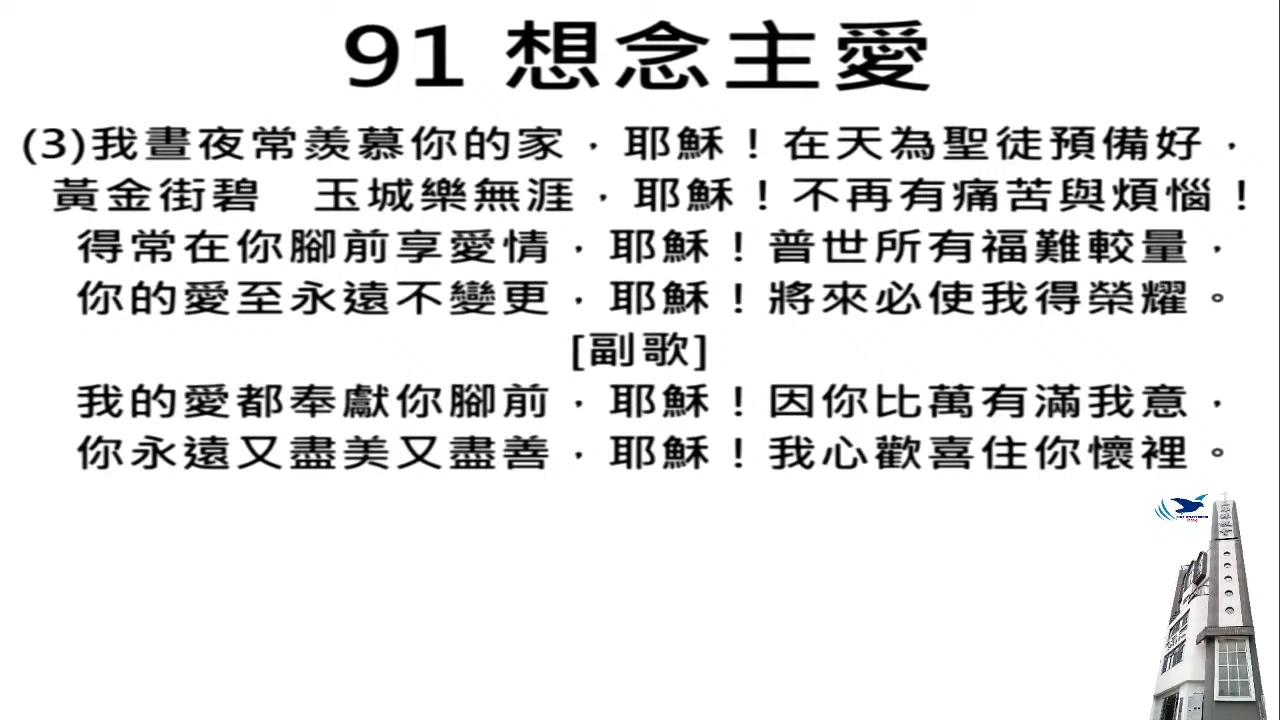 91 想念主愛
(3)我晝夜常羨慕你的家，耶穌！在天為聖徒預備好，
黃金街碧　玉城樂無涯，耶穌！不再有痛苦與煩惱！
得常在你腳前享愛情，耶穌！普世所有福難較量，
你的愛至永遠不變更，耶穌！將來必使我得榮耀。
[副歌]
我的愛都奉獻你腳前，耶穌！因你比萬有滿我意，
你永遠又盡美又盡善，耶穌！我心歡喜住你懷裡。